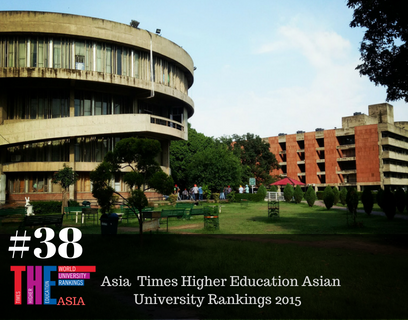 #38
THE
TIMES
HIGHER
EDUCATION
WORLD
UNIVERSITY
RANKINGS
ASIA
Asia Times Higher Education Asian
University Rankings 2015